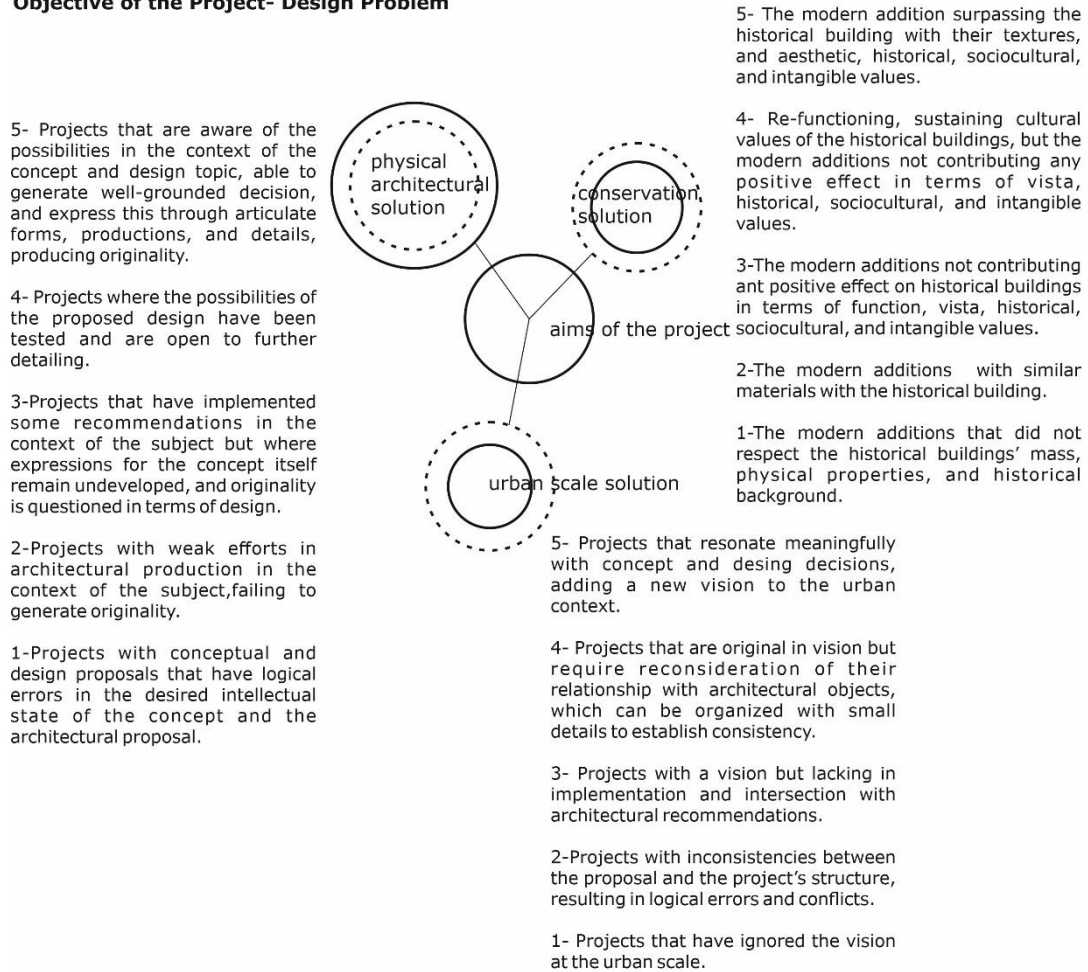 Objective of the Project- Design Problem
5- Projects that are aware of the
possibilities in the context of the
concept and design topic, able to
generate well-grounded decision,
and express this through articulate
forms, productions, and details,
producing originality.
4- Projects where the possibilities of
the proposed design have been
tested and are open to further
detailing.
3-Projects that have implemented
some recommendations in the
context of the subject but where
expressions for the concept itself
remain undeveloped, and originality
is questioned in terms of design.
2-Projects with weak efforts in
architectural production in the
context of the subject,failing to
generate originality.
1-Projects with conceptual and
design proposals that have logical
errors in the desired intellectual
state of the concept and the
architectural proposal.
physical
architectural
solution
conservation
solution
aims of the project
urban scale solution
5- The modern addition surpassing the
historical building with their textures,
and aesthetic, historical, sociocultural,
and intangible values.
4- Re-functioning, sustaining cultural
values of the historical buildings, but the
modern additions not contributing any
positive effect in terms of vista,
historical, sociocultural, and intangible
values.
3-The modern additions not contributing
ant positive effect on historical buildings
in terms of function, vista, historical,
sociocultural, and intangible values.
2-The modern additions with similar
materials with the historical building.
1-The modern additions that did not
respect the historical buildings' mass,
physical properties, and historical
background.
5- Projects that resonate meaningfully
with concept and desing decisions,
adding a new vision to the urban
context.
4- Projects that are original in vision but
require reconsideration of their
relationship with architectural objects,
which can be organized with small
details to establish consistency.
3- Projects with a vision but lacking in
implementation and intersection with
architectural recommendations.
2-Projects with inconsistencies between
the proposal and the project's structure,
resulting in logical errors and conflicts.
1- Projects that have ignored the vision
at the urban scale.